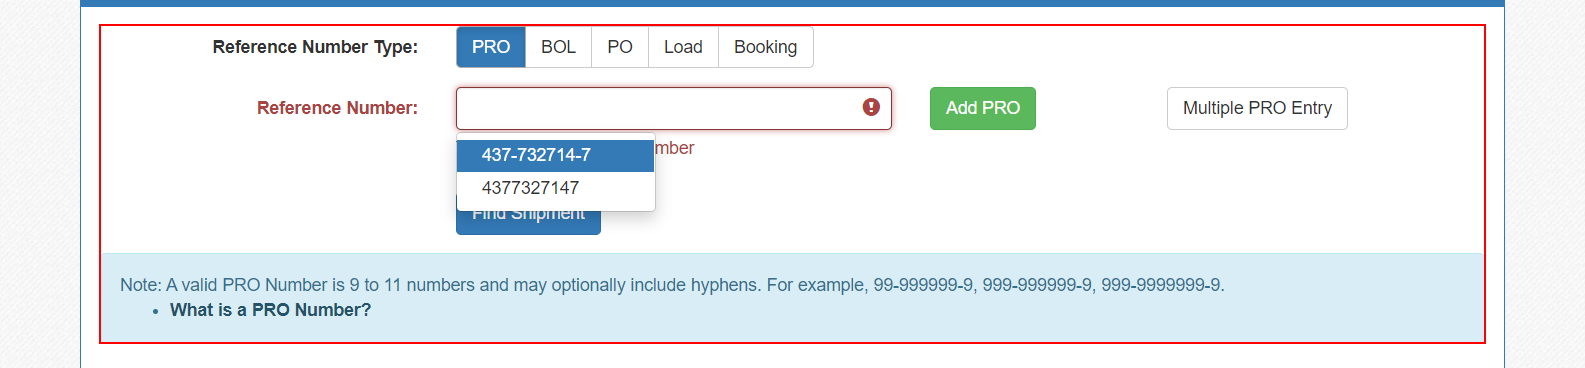 Reference Number Type: PRO BOL PO Load Booking
Reference Number: Add PRO Multiple PRO Entry
437-732714-7
4377327147
Find Shipment
Note: A valid PRO Number is 9 to 11 numbers and may optionally include hyphens. For example, 99-999999-9, 999-999999-9, 999-9999999-9.
• What is a PRO Number?